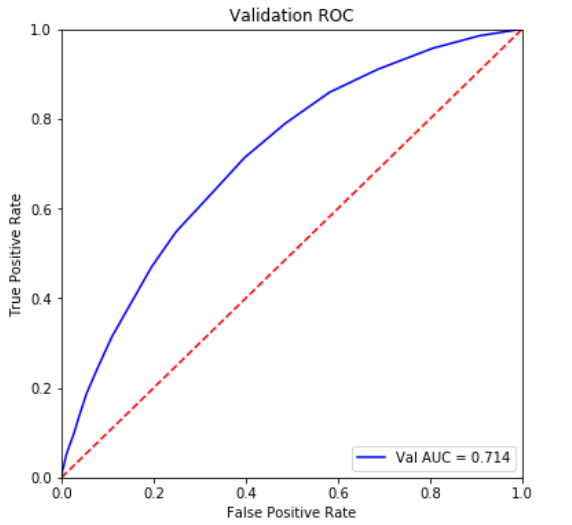 Validation ROC
1.0
0.8
0.6
0.4
0.2
0.0
True Positive Rate
Val AUC = 0.714
0.0 0.2 0.4 0.6 0.8 1.0
False Positive Rate